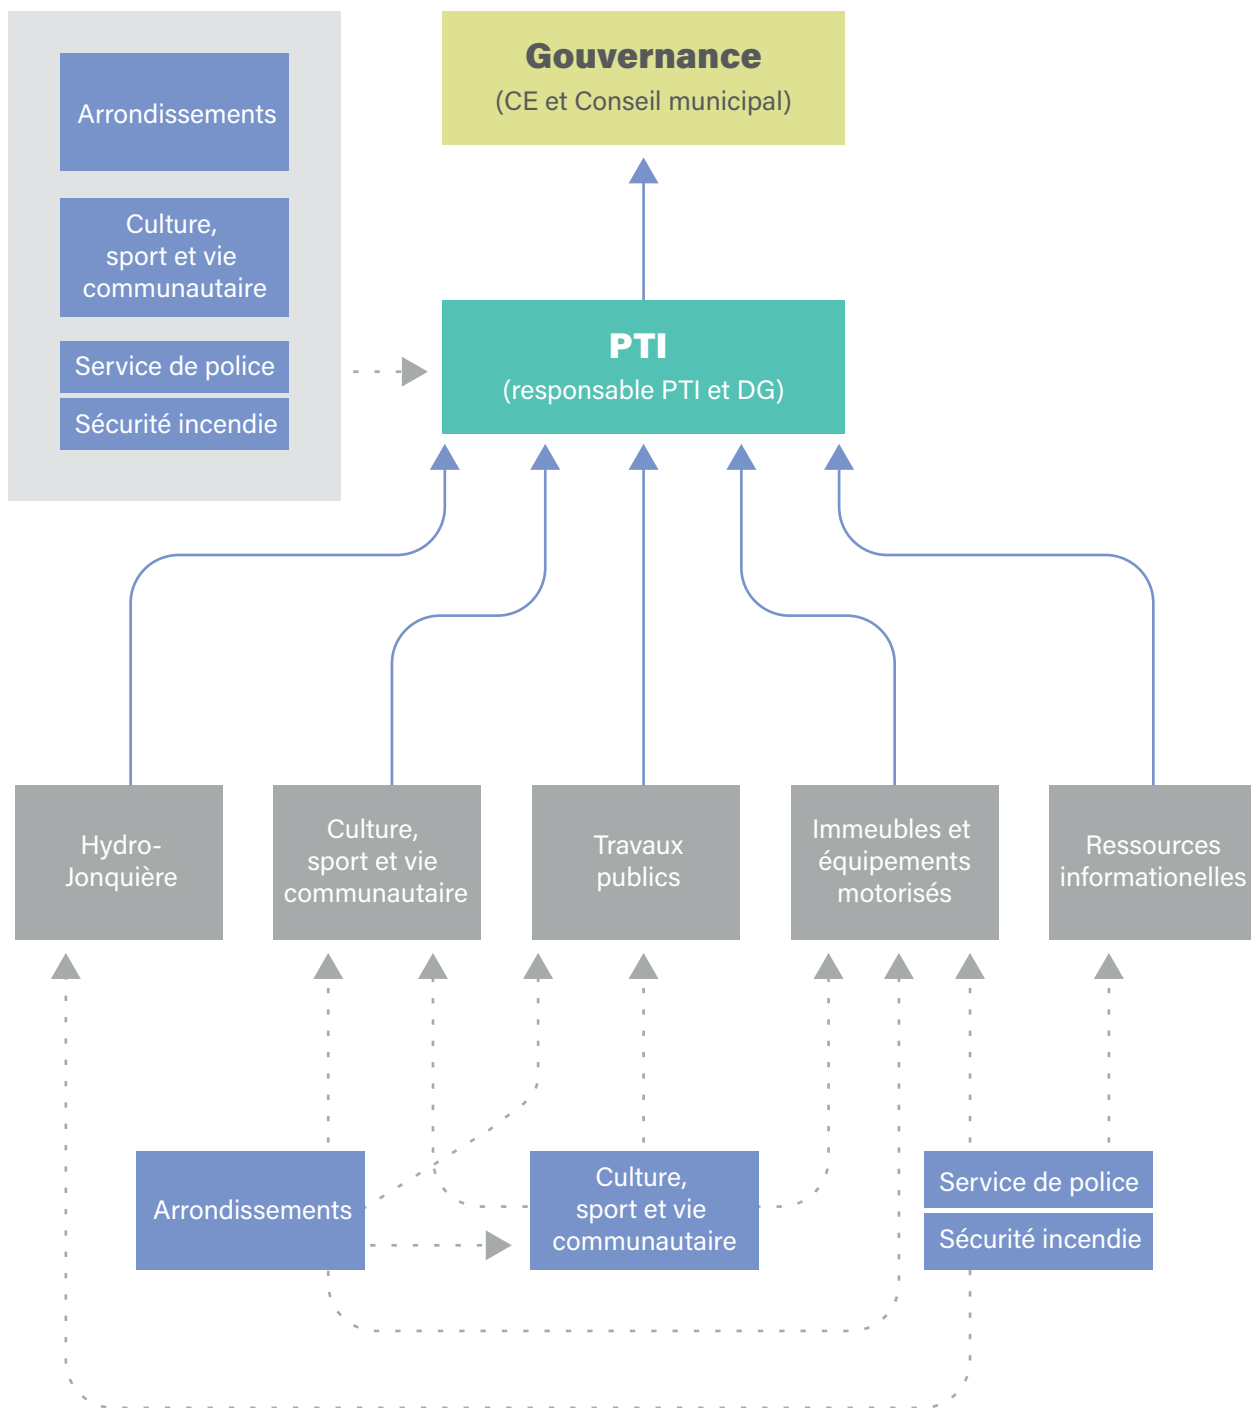 Arrondissements
Culture,
sport et vie
communautaire
Service de police
Sécurité incendie
Gouvernance
(CE et Conseil municipal)
PTI
(responsable PTI et DG)
Hydro-
Jonquière
Culture,
sport et vie
communautaire
Travaux
publics
Immeubles et
équipements
motorisés
Ressources
informationelles
Arrondissements
Culture,
sport et vie
communautaire
Service de police
Sécurité incendie